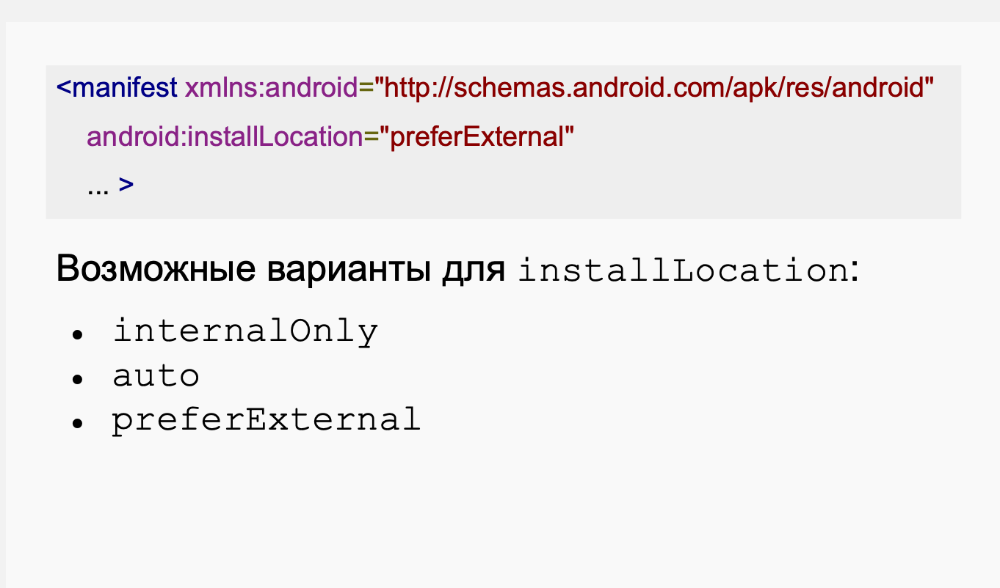 <manifest xmlns:android="http://schemas.android.com/apk/res/android"
android:installLocation="preferExternal"
... >
Возможные варианты для installLocation:
• internalOnly
• auto
• preferExternal